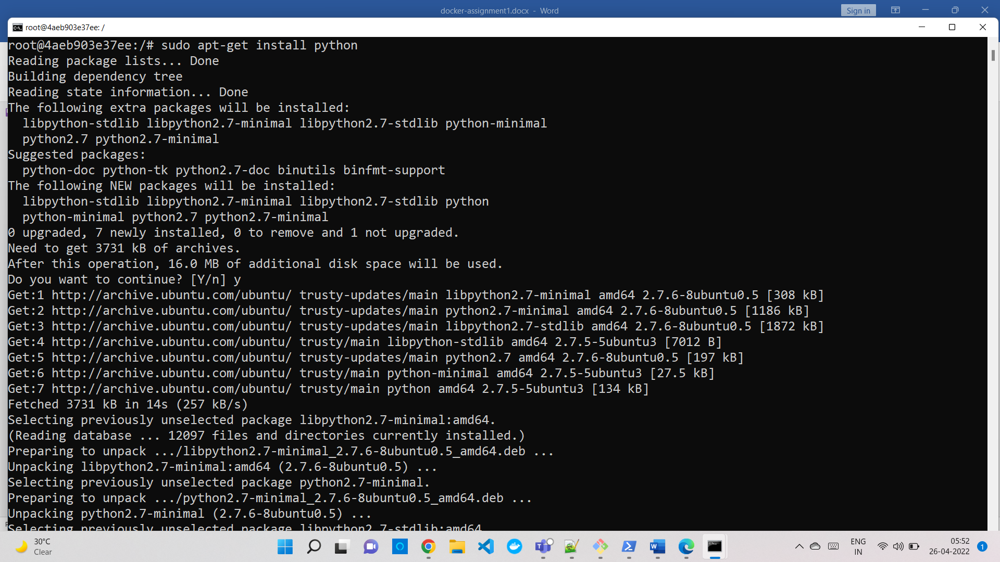 docker-assignment1.docx - Word
Sign in
root@4aeb903e37ee: /
root@4aeb903e37ee:/# sudo apt-get install python
Reading package lists... Done
Building dependency tree
Reading state information... Done
The following extra packages will be installed:
  libpython-stdlib libpython2.7-minimal libpython2.7-stdlib python-minimal
  python2.7 python2.7-minimal
Suggested packages:
  python-doc python-tk python2.7-doc binutils binfmt-support
The following NEW packages will be installed:
  libpython-stdlib libpython2.7-minimal libpython2.7-stdlib python
  python-minimal python2.7 python2.7-minimal
0 upgraded, 7 newly installed, 0 to remove and 1 not upgraded.
Need to get 3731 kB of archives.
After this operation, 16.0 MB of additional disk space will be used.
Do you want to continue? [Y/n] y
Get:1 http://archive.ubuntu.com/ubuntu/ trusty-updates/main libpython2.7-minimal amd64 2.7.6-8ubuntu0.5 [308 kB]
Get:2 http://archive.ubuntu.com/ubuntu/ trusty-updates/main python2.7-minimal amd64 2.7.6-8ubuntu0.5 [1186 kB]
Get:3 http://archive.ubuntu.com/ubuntu/ trusty-updates/main libpython2.7-stdlib amd64 2.7.6-8ubuntu0.5 [1872 kB]
Get:4 http://archive.ubuntu.com/ubuntu/ trusty/main libpython-stdlib amd64 2.7.5-5ubuntu3 [7012 B]
Get:5 http://archive.ubuntu.com/ubuntu/ trusty-updates/main python2.7 amd64 2.7.6-8ubuntu0.5 [197 kB]
Get:6 http://archive.ubuntu.com/ubuntu/ trusty/main python-minimal amd64 2.7.5-5ubuntu3 [27.5 kB]
Get:7 http://archive.ubuntu.com/ubuntu/ trusty/main python amd64 2.7.5-5ubuntu3 [134 kB]
Fetched 3731 kB in 14s (257 kB/s)
Selecting previously unselected package libpython2.7-minimal:amd64.
(Reading database ... 12097 files and directories currently installed.)
Preparing to unpack .../libpython2.7-minimal_2.7.6-8ubuntu0.5_amd64.deb ...
Unpacking libpython2.7-minimal:amd64 (2.7.6-8ubuntu0.5) ...
Selecting previously unselected package python2.7-minimal.
Preparing to unpack .../python2.7-minimal_2.7.6-8ubuntu0.5_amd64.deb ...
Unpacking python2.7-minimal (2.7.6-8ubuntu0.5) ...
Selecting previously unselected package libpython2.7-stdlib:amd64.
30°C
Clear
ENG
IN
05:52
26-04-2022
1